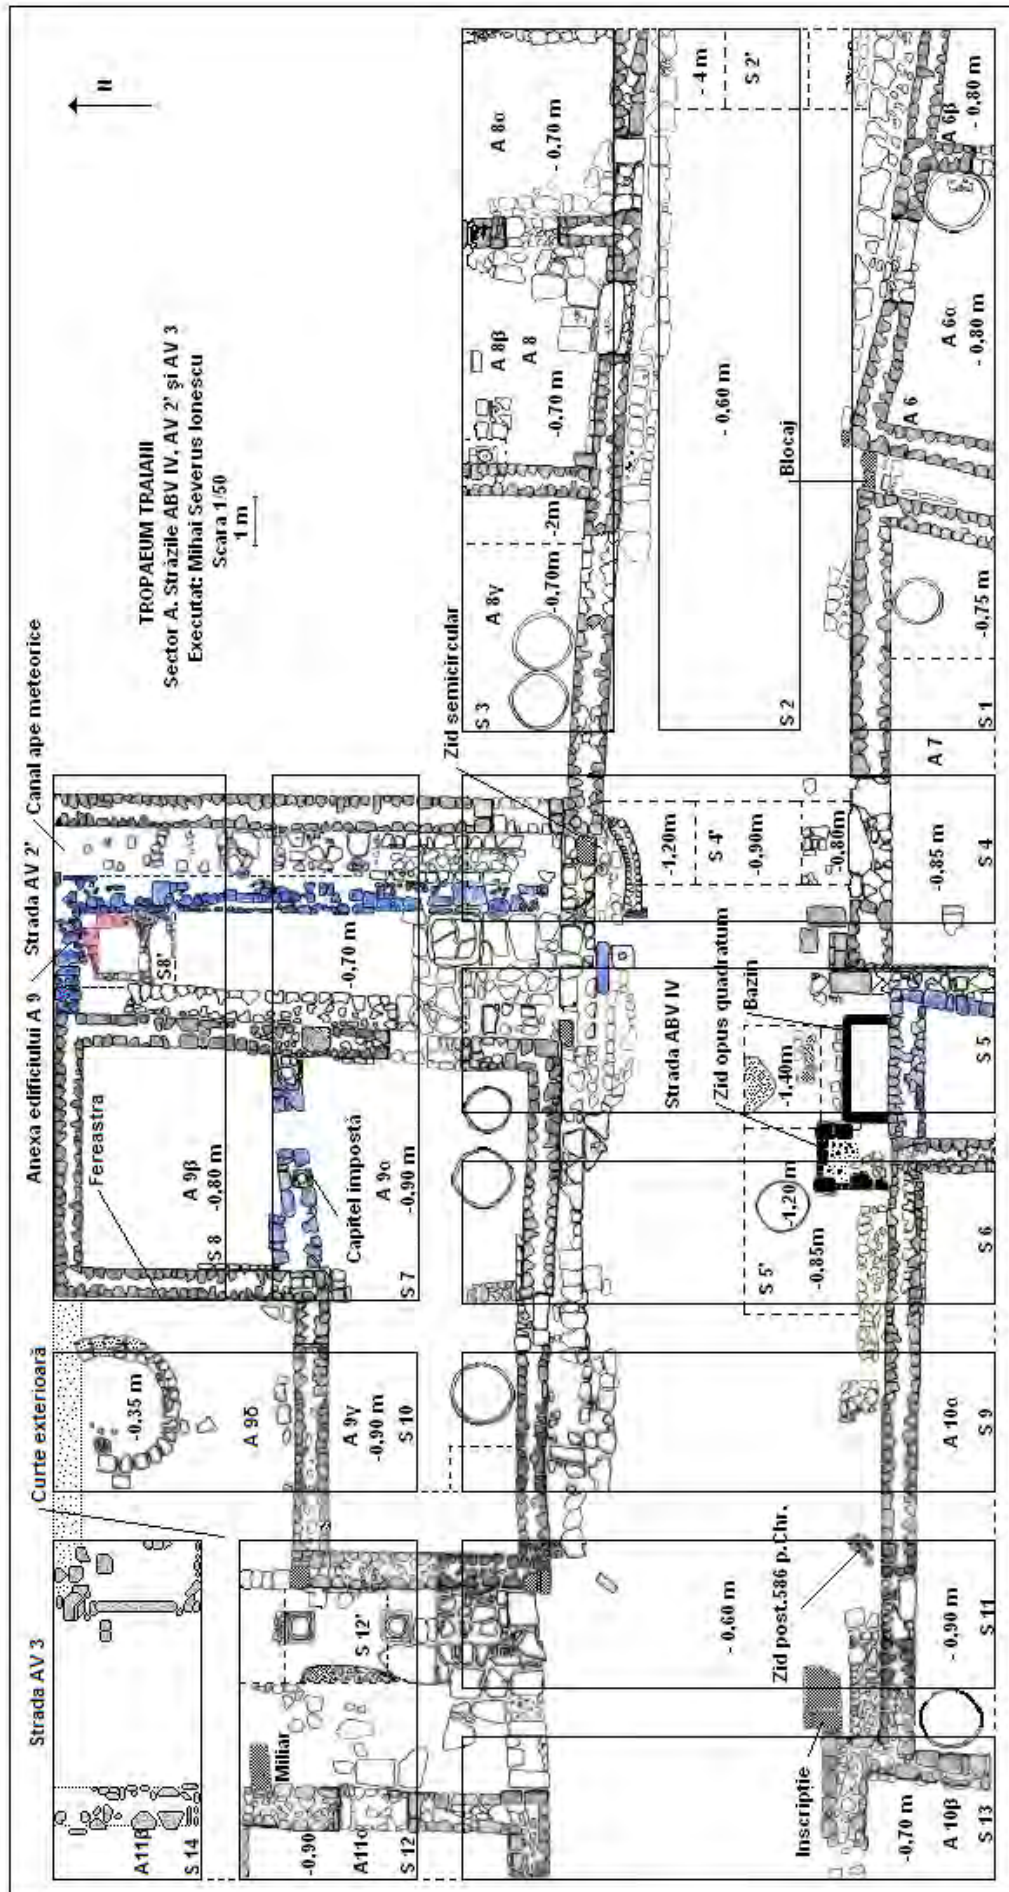 TROPAEUM TRAIANI
Sector A. Străzile ABV IV, AV 2' şi AV 3
Executat: Mihai Severus Ionescu
Scara 1/50
1 m
N
Strada AV 3
Curte exterioară
Fereastra
Anexa edificiului A 9
Strada AV 2'
Canal ape meteorice
A11β
S 14
-0,35 m
A 9δ
A 9β
-0,80 m
S 8
S8'
-0,70 m
Miliar
-0,90
A11α
S 12
S 12'
A 9γ
-0,90 m
S 10
Capitel impostă
A 9α
-0,90 m
S 7
Zid semicircular
S 3
A 8γ
-0,70m
-2m
A 8β
A 8
-0,70 m
A 8α
-0,70 m
- 0,60 m
Zid post.586 p.Chr.
Inscripție
S 5'
-0,85m
-1,20 m
Strada ABV IV
Zid opus quadratum
Bazin
-1,40m
-1,20m
S 4'
-0,90m
-0,80m
S 2
- 0,60 m
Blocaj
- 4 m
S 2'
-0,70 m
A 10β
S 13
-0,90 m
S 11
A 10α
S 9
S 6
S 5
-0,85 m
S 4
A 7
S 1
-0,75 m
A 6
A 6α
-0,80 m
A 6β
- 0,80 m